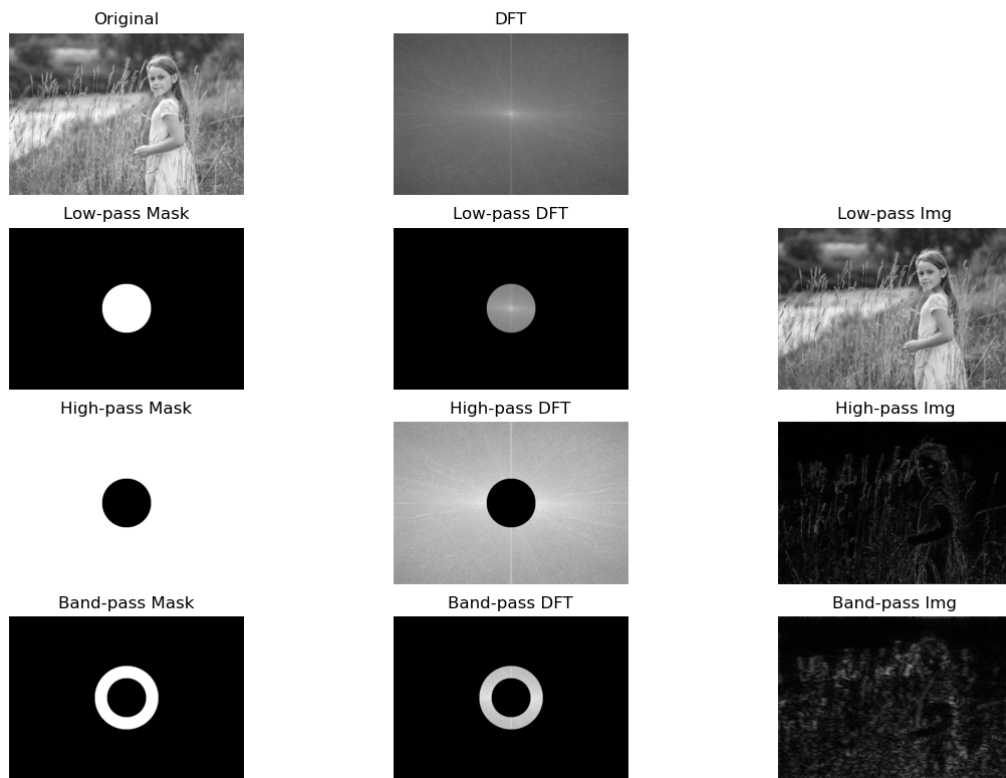 Original
DFT
Low-pass Mask
Low-pass DFT
Low-pass Img
High-pass Mask
High-pass DFT
High-pass Img
Band-pass Mask
Band-pass DFT
Band-pass Img